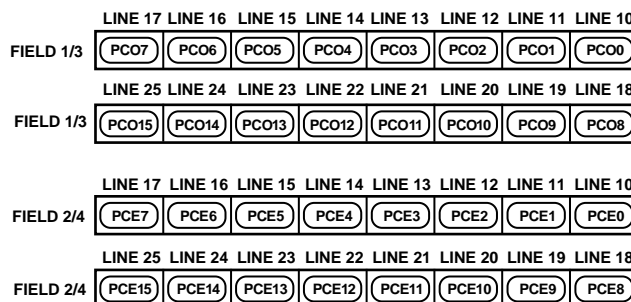 LINE 17 LINE 16 LINE 15 LINE 14 LINE 13 LINE 12 LINE 11 LINE 10
FIELD 1/3 PCO7 PCO6 PCO5 PCO4 PCO3 PCO2 PCO1 PCO0
LINE 25 LINE 24 LINE 23 LINE 22 LINE 21 LINE 20 LINE 19 LINE 18
FIELD 1/3 PCO15 PCO14 PCO13 PCO12 PCO11 PCO10 PCO9 PCO8
LINE 17 LINE 16 LINE 15 LINE 14 LINE 13 LINE 12 LINE 11 LINE 10
FIELD 2/4 PCE7 PCE6 PCE5 PCE4 PCE3 PCE2 PCE1 PCE0
LINE 25 LINE 24 LINE 23 LINE 22 LINE 21 LINE 20 LINE 19 LINE 18
FIELD 2/4 PCE15 PCE14 PCE13 PCE12 PCE11 PCE10 PCE9 PCE8